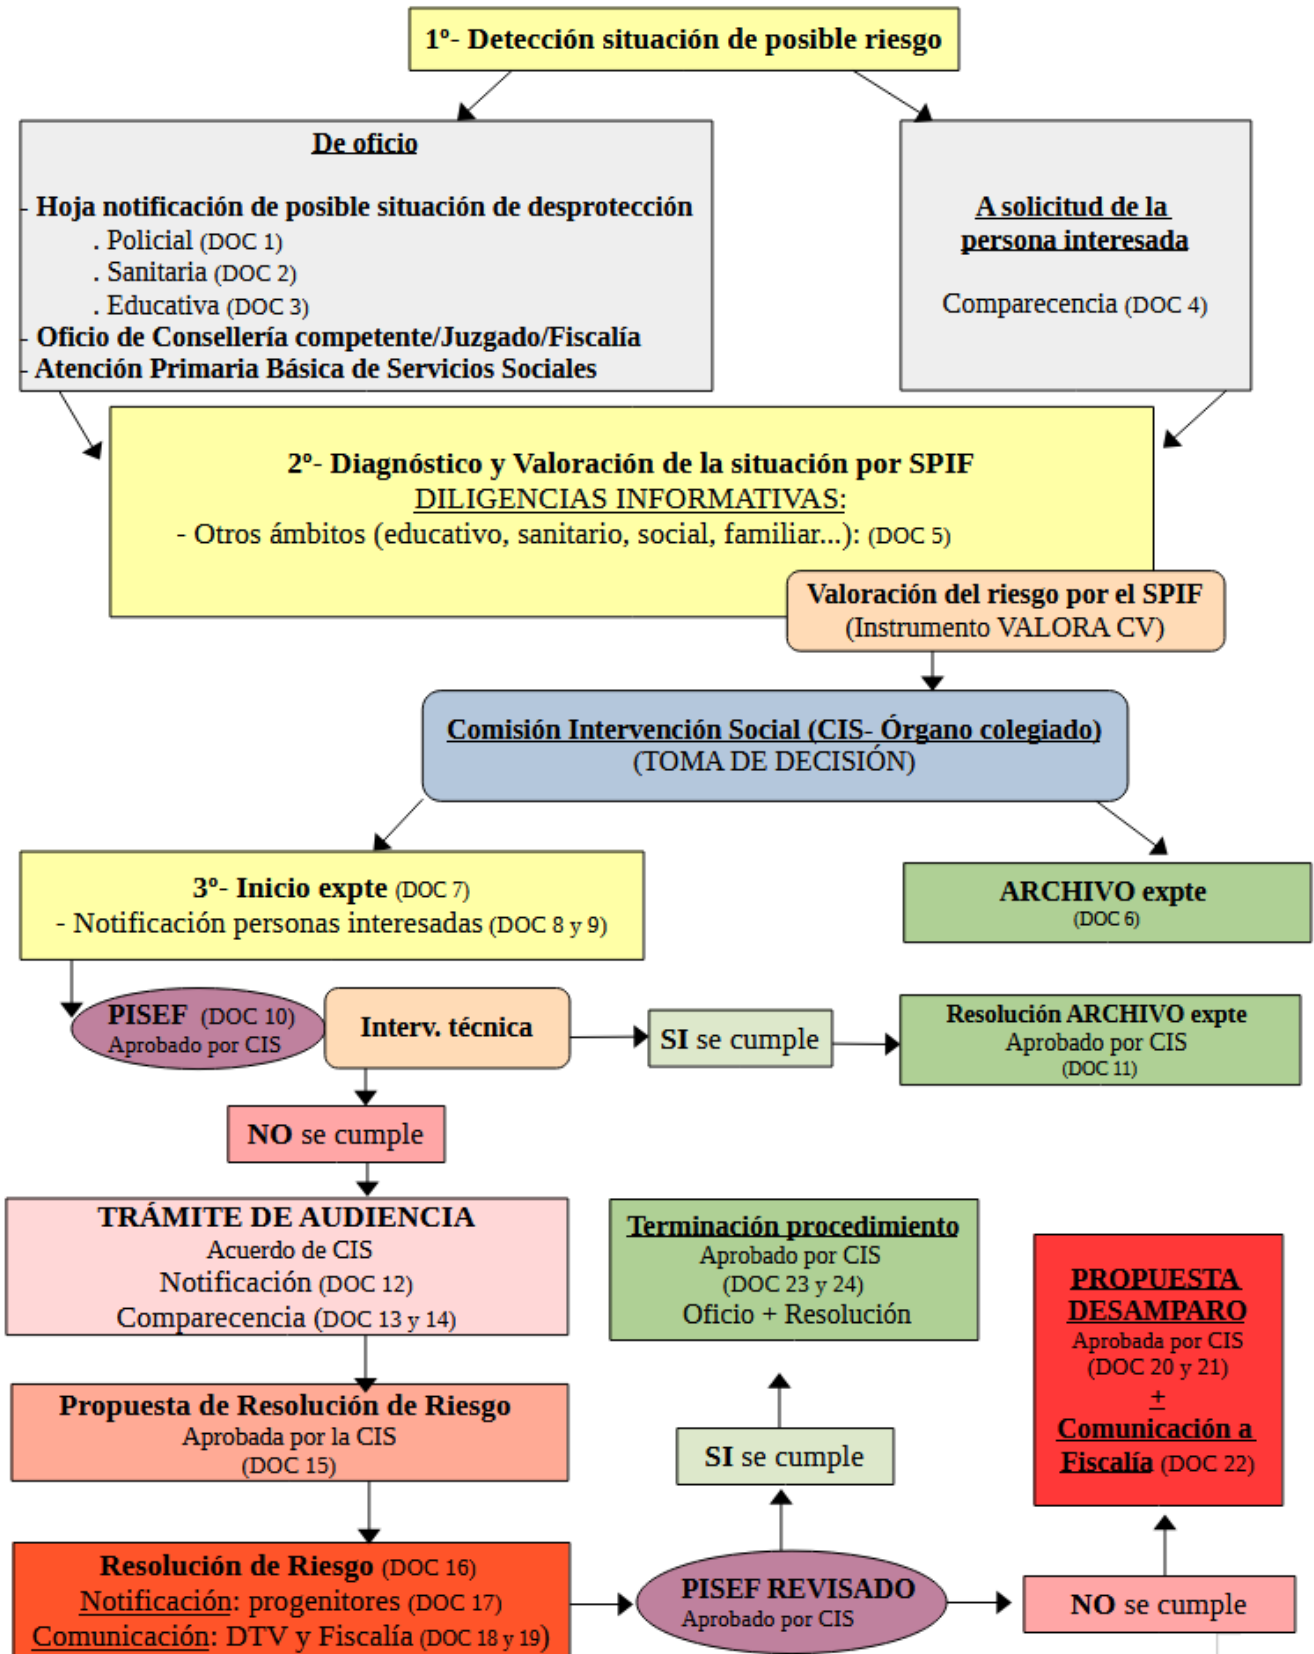 1º- Detección situación de posible riesgo
De oficio
- Hoja notificación de posible situación de desprotección
. Policial (DOC 1)
. Sanitaria (DOC 2)
. Educativa (DOC 3)
- Oficio de Consellería competente/Juzgado/Fiscalía
- Atención Primaria Básica de Servicios Sociales
A solicitud de la
persona interesada
Comparecencia (DOC 4)
2º- Diagnóstico y Valoración de la situación por SPIF
DILIGENCIAS INFORMATIVAS:
- Otros ámbitos (educativo, sanitario, social, familiar...): (DOC 5)
Valoración del riesgo por el SPIF
(Instrumento VALORA CV)
Comisión Intervención Social (CIS- Órgano colegiado)
(TOMA DE DECISIÓN)
3º- Inicio expte (DOC 7)
- Notificación personas interesadas (DOC 8 y 9)
ARCHIVO expte
(DOC 6)
PISEF (DOC 10)
Aprobado por CIS
Interv. técnica
SI se cumple
Resolución ARCHIVO expte
Aprobado por CIS
(DOC 11)
NO se cumple
TRÁMITE DE AUDIENCIA
Acuerdo de CIS
Notificación (DOC 12)
Comparecencia (DOC 13 y 14)
Terminación procedimiento
Aprobado por CIS
(DOC 23 y 24)
Oficio + Resolución
PROPUESTA
DESAMPARO
Aprobada por CIS
(DOC 20 y 21)
+
Comunicación a
Fiscalía (DOC 22)
Propuesta de Resolución de Riesgo
Aprobada por la CIS
(DOC 15)
SI se cumple
Resolución de Riesgo (DOC 16)
Notificación: progenitores (DOC 17)
Comunicación: DTV y Fiscalía (DOC 18 y 19)
PISEF REVISADO
Aprobado por CIS
NO se cumple